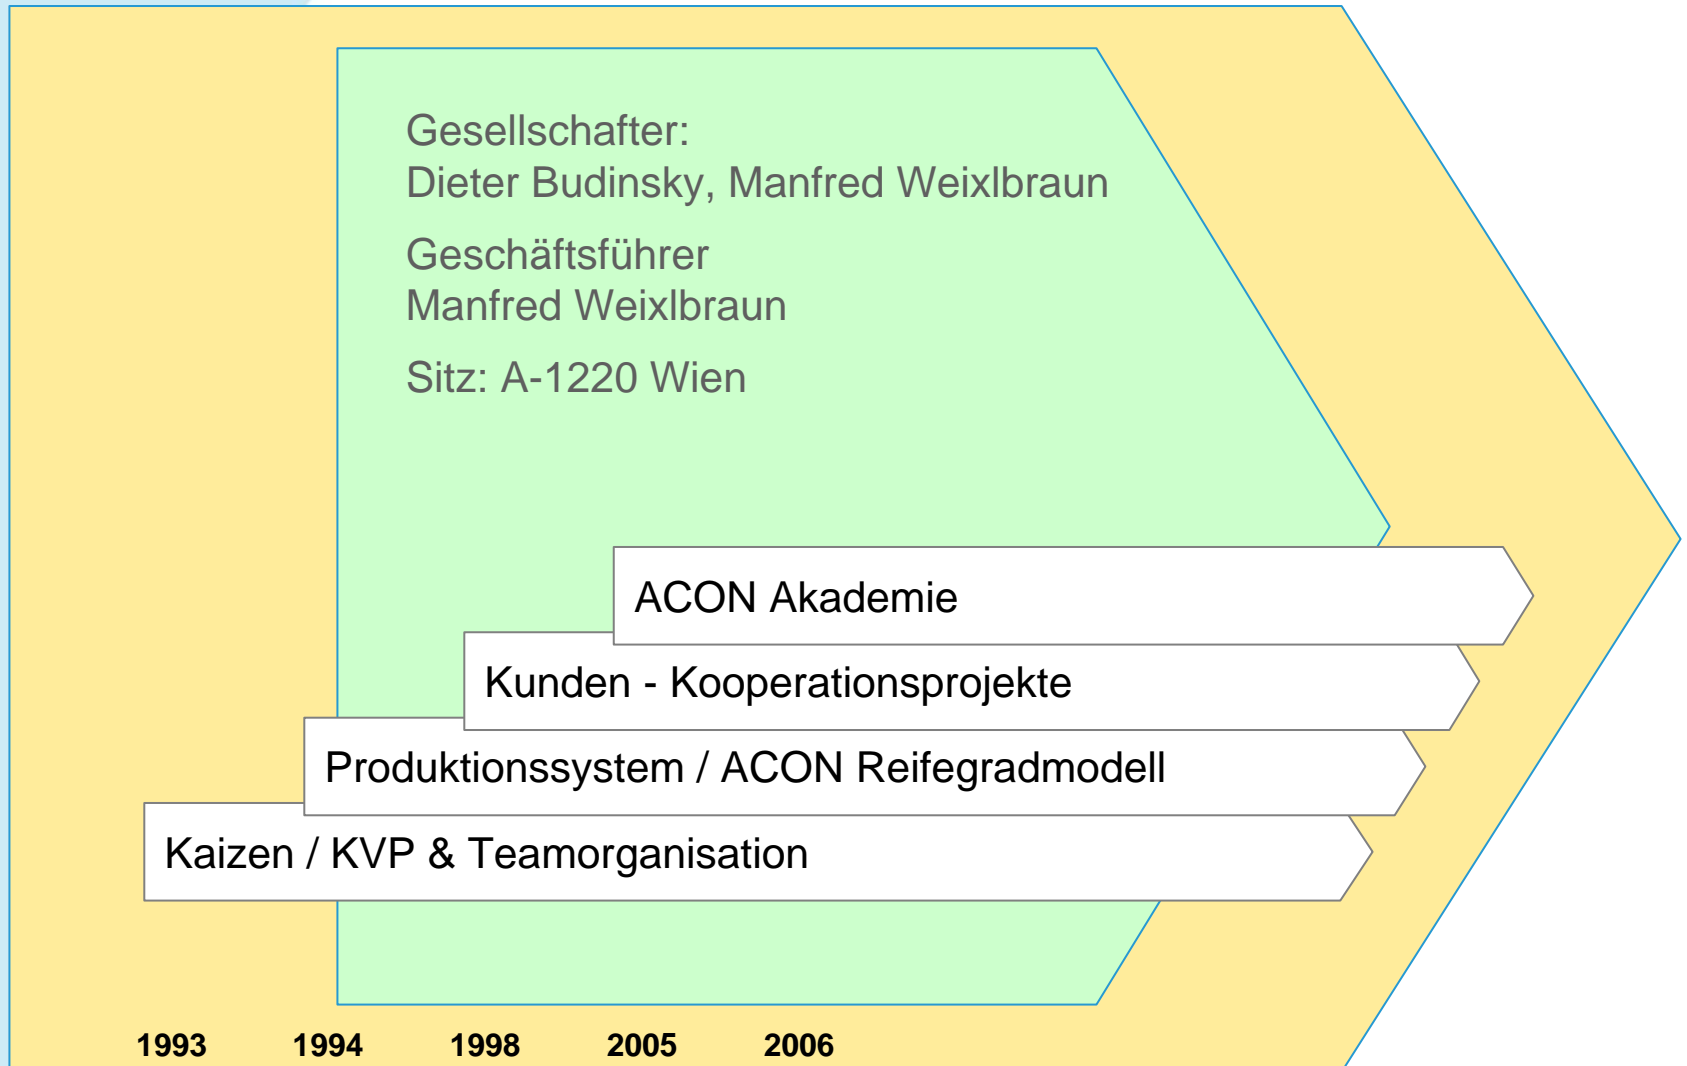 Gesellschafter:
Dieter Budinsky, Manfred Weixlbraun
Geschäftsführer
Manfred Weixlbraun
Sitz: A-1220 Wien
ACON Akademie
Kunden - Kooperationsprojekte
Produktionssystem / ACON Reifegradmodell
Kaizen / KVP & Teamorganisation
1993 1994 1998 2005 2006